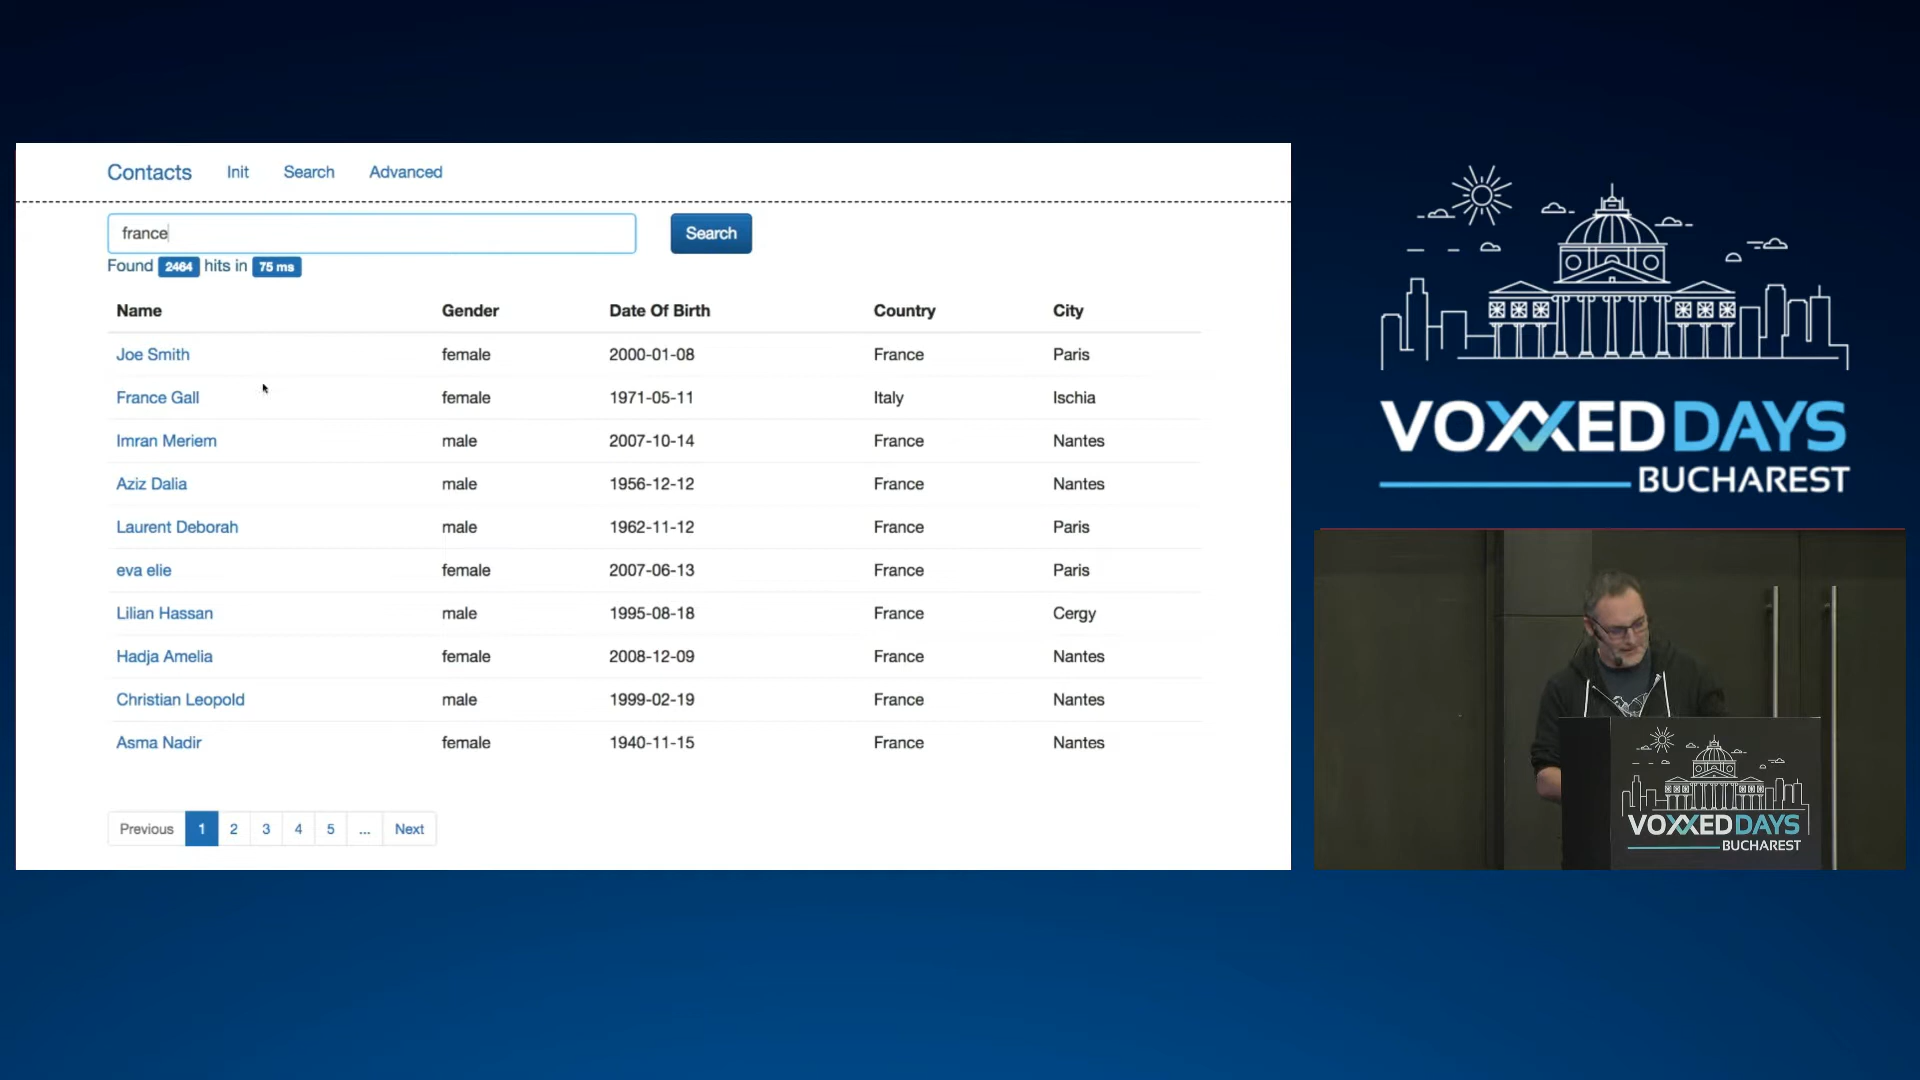 Contacts Init Search Advanced
france Search
Found 2464 hits in 75 ms
Name Gender Date Of Birth Country City
Joe Smith female 2000-01-08 France Paris
France Gall female 1971-05-11 Italy Ischia
Imran Meriem male 2007-10-14 France Nantes
Aziz Dalia male 1956-12-12 France Nantes
Laurent Deborah male 1962-11-12 France Paris
eva elie female 2007-06-13 France Paris
Lilian Hassan male 1995-08-18 France Cergy
Hadja Amelia female 2008-12-09 France Nantes
Christian Leopold male 1999-02-19 France Nantes
Asma Nadir female 1940-11-15 France Nantes
Previous 1 2 3 4 5 ... Next
VOXXED DAYS
BUCHAREST
VOXXED DAYS
BUCHAREST